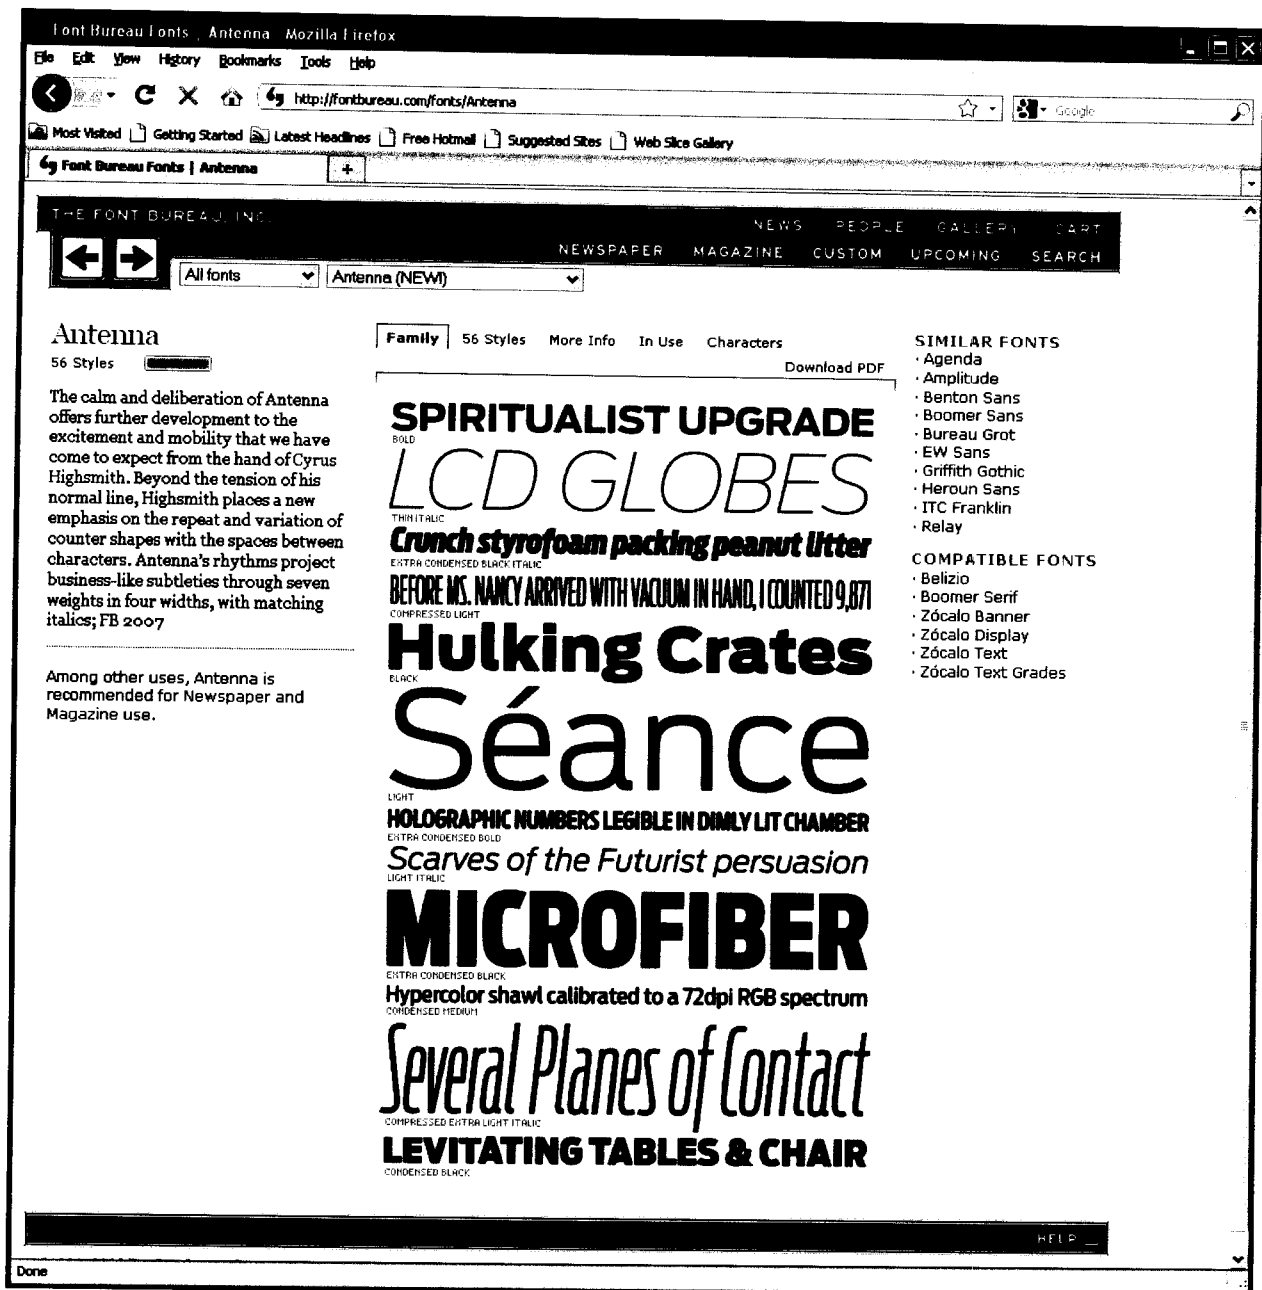 Font Bureau Fonts | Antenna - Mozilla Firefox
File Edit View History Bookmarks Tools Help
http://fontbureau.com/fonts/Antenna
Google
Most Visited Getting Started Latest Headlines Free Hotmail Suggested Sites Web Slice Gallery
Font Bureau Fonts | Antenna
THE FONT BUREAU, INC.
NEWS PEOPLE GALLERY CART
NEWSPAPER MAGAZINE CUSTOM UPCOMING SEARCH
All fonts
Antenna (NEW!)
Antenna
56 Styles
The calm and deliberation of Antenna
offers further development to the
excitement and mobility that we have
come to expect from the hand of Cyrus
Highsmith. Beyond the tension of his
normal line, Highsmith places a new
emphasis on the repeat and variation of
counter shapes with the spaces between
characters. Antenna's rhythms project
business-like subtleties through seven
weights in four widths, with matching
italics; FB 2007
Among other uses, Antenna is
recommended for Newspaper and
Magazine use.
Family 56 Styles More Info In Use Characters
Download PDF
SPIRITUALIST UPGRADE
BOLD
LCD GLOBES
THIN ITALIC
Crunch styrofoam packing peanut litter
EXTRA CONDENSED BLACK ITALIC
BEFORE MS. NANCY ARRIVED WITH VACUUM IN HAND, I COUNTED 9,871
COMPRESSED LIGHT
Hulking Crates
BLACK
Séance
LIGHT
HOLOGRAPHIC NUMBERS LEGIBLE IN DIMLY LIT CHAMBER
EXTRA CONDENSED BOLD
Scarves of the Futurist persuasion
LIGHT ITALIC
MICROFIBER
EXTRA CONDENSED BLACK
Hypercolor shawl calibrated to a 72dpi RGB spectrum
CONDENSED MEDIUM
Several Planes of Contact
COMPRESSED EXTRA LIGHT ITALIC
LEVITATING TABLES & CHAIR
CONDENSED BLACK
SIMILAR FONTS
· Agenda
· Amplitude
· Benton Sans
· Boomer Sans
· Bureau Grot
· EW Sans
· Griffith Gothic
· Heroun Sans
· ITC Franklin
· Relay
COMPATIBLE FONTS
· Belizio
· Boomer Serif
· Zócalo Banner
· Zócalo Display
· Zócalo Text
· Zócalo Text Grades
HELP
Done